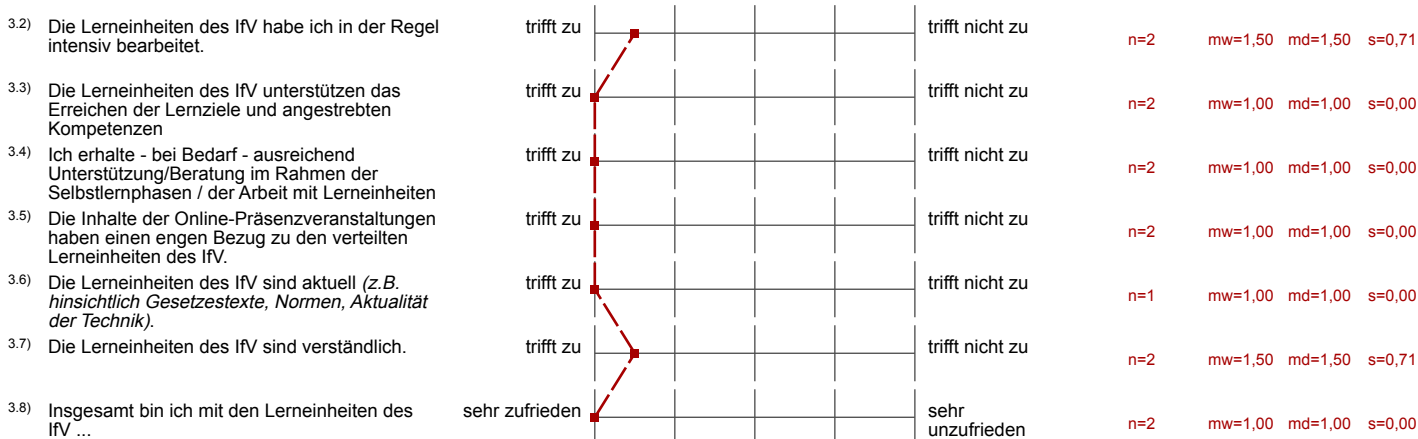 3.2) Die Lerneinheiten des IfV habe ich in der Regel
intensiv bearbeitet.
trifft zu trifft nicht zu n=2 mw=1,50 md=1,50 s=0,71
3.3) Die Lerneinheiten des IfV unterstützen das
Erreichen der Lernziele und angestrebten
Kompetenzen
trifft zu trifft nicht zu n=2 mw=1,00 md=1,00 s=0,00
3.4) Ich erhalte - bei Bedarf - ausreichend
Unterstützung/Beratung im Rahmen der
Selbstlernphasen / der Arbeit mit Lerneinheiten
trifft zu trifft nicht zu n=2 mw=1,00 md=1,00 s=0,00
3.5) Die Inhalte der Online-Präsenzveranstaltungen
haben einen engen Bezug zu den verteilten
Lerneinheiten des IfV.
trifft zu trifft nicht zu n=2 mw=1,00 md=1,00 s=0,00
3.6) Die Lerneinheiten des IfV sind aktuell (z.B.
hinsichtlich Gesetzestexte, Normen, Aktualität
der Technik).
trifft zu trifft nicht zu n=1 mw=1,00 md=1,00 s=0,00
3.7) Die Lerneinheiten des IfV sind verständlich.
trifft zu trifft nicht zu n=2 mw=1,50 md=1,50 s=0,71
3.8) Insgesamt bin ich mit den Lerneinheiten des
IfV ...
sehr zufrieden sehr
unzufrieden
n=2 mw=1,00 md=1,00 s=0,00